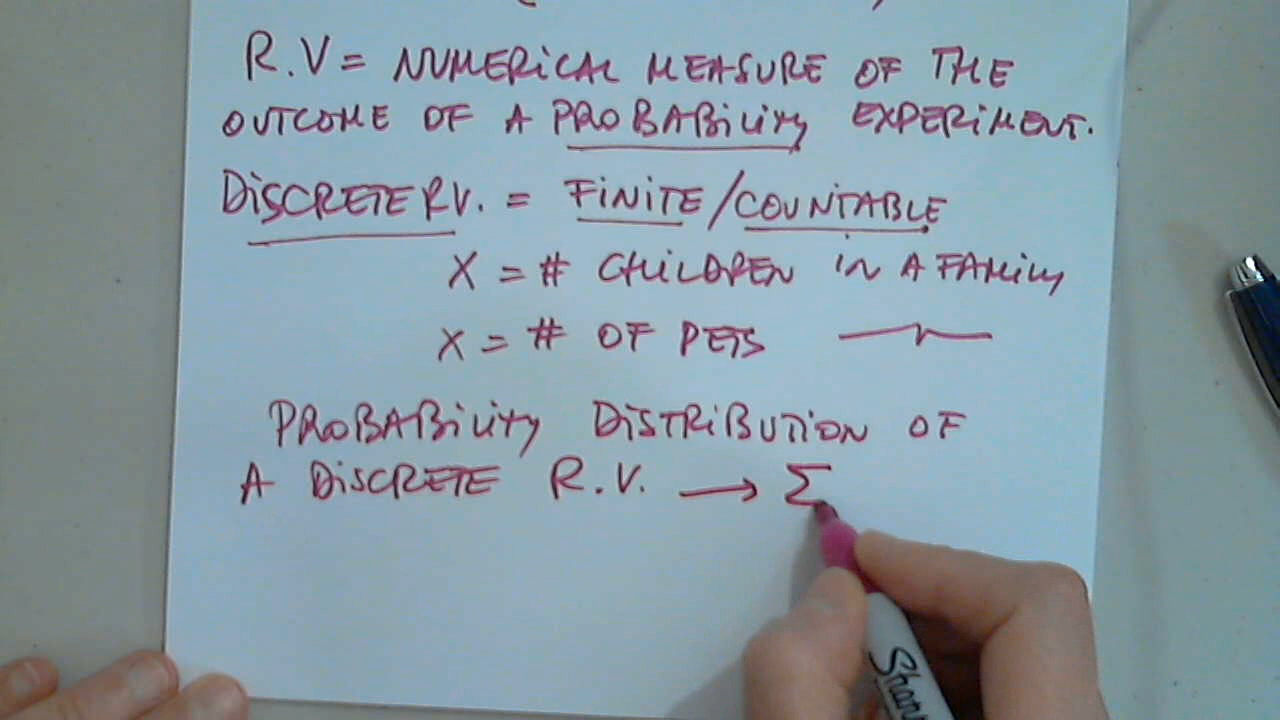 R.V = NUMERICAL MEASURE OF THE
OUTCOME OF A PROBABILITY EXPERIMENT.
DISCRETE RV. = FINITE/COUNTABLE
X = # CHILDREN IN A FAMILY
X = # OF PETS
PROBABILITY DISTRIBUTION OF
A DISCRETE R.V. → Σ